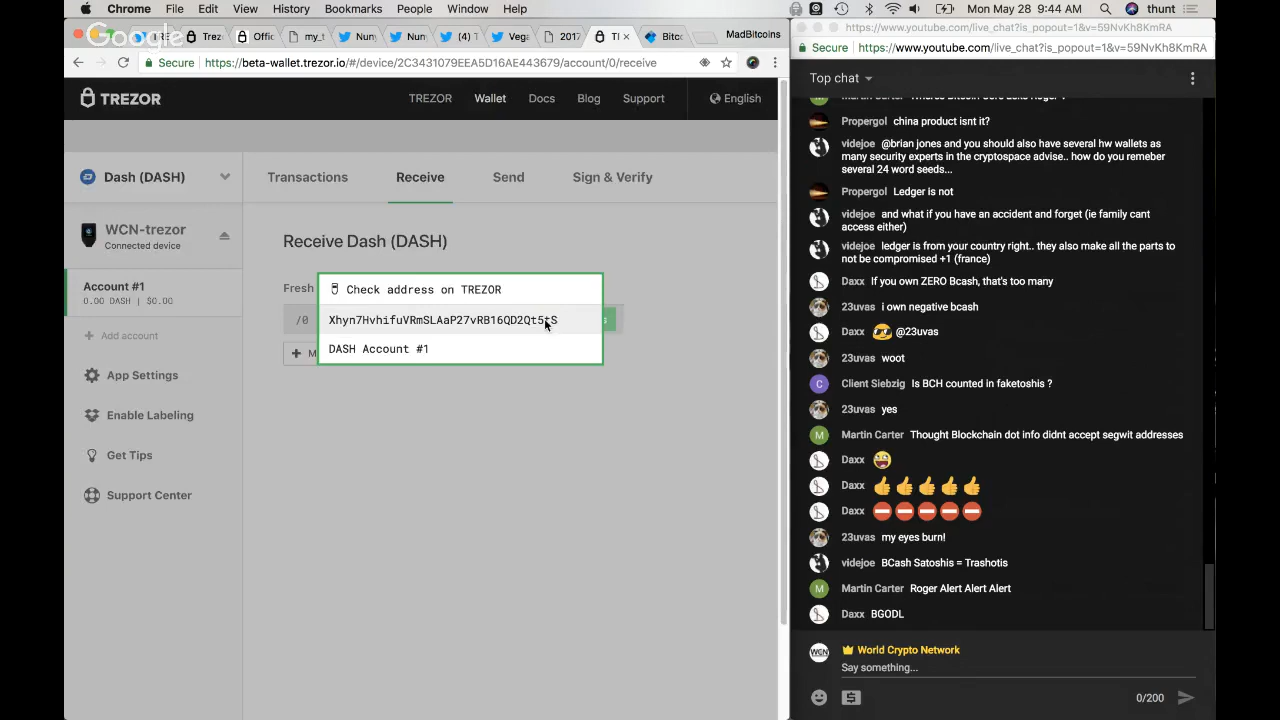 Chrome File Edit View History Bookmarks People Window Help
Mon May 28 9:44 AM thunt
Google
Trez
Offic
my_t
Num
Num
(4) T
Vega
2017
Bitco
MadBitcoins
Secure https://beta-wallet.trezor.io/#/device/2C3431079EEA5D16AE443679/account/0/receive
TREZOR
TREZOR Wallet Docs Blog Support English
Dash (DASH)
Transactions Receive Send Sign & Verify
WCN-trezor
Connected device
Account #1
0.00 DASH | $0.00
Add account
App Settings
Enable Labeling
Get Tips
Support Center
Receive Dash (DASH)
Fresh
/0
Check address on TREZOR
Xhyn7HvhifuVRmSLAaP27vRB16QD2Qt5tS
DASH Account #1
https://www.youtube.com/live_chat?is_popout=1&v=59NvKh8KmRA
Secure https://www.youtube.com/live_chat?is_popout=1&v=59NvKh8KmRA
Top chat
Propergol china product isnt it?
videjoe @brian jones and you should also have several hw wallets as
many security experts in the cryptospace advise.. how do you remeber
several 24 word seeds...
Propergol Ledger is not
videjoe and what if you have an accident and forget (ie family cant
access either)
videjoe ledger is from your country right.. they also make all the parts to
not be compromised +1 (france)
Daxx If you own ZERO Bcash, that's too many
23uvas i own negative bcash
Daxx 😎 @23uvas
23uvas woot
C Client Siebzig Is BCH counted in faketoshis ?
23uvas yes
M Martin Carter Thought Blockchain dot info didnt accept segwit addresses
Daxx 😂
Daxx 👍👍👍👍👍
Daxx ⛔⛔⛔⛔⛔
23uvas my eyes burn!
videjoe BCash Satoshis = Trashotis
M Martin Carter Roger Alert Alert Alert
Daxx BGODL
WCN World Crypto Network
Say something...
0/200